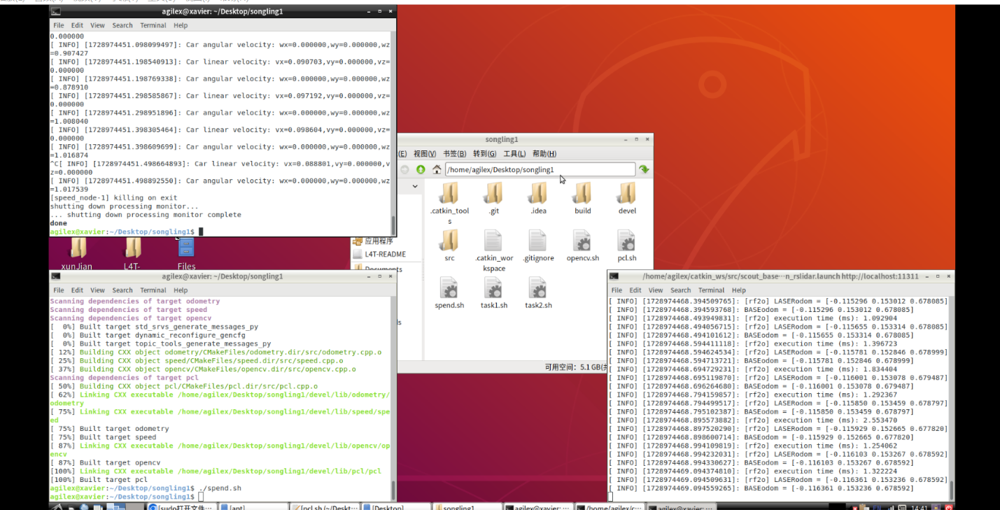 agilex@xavier: ~/Desktop/songling1
File Edit View Search Terminal Help
0.000000
[ INFO] [1728974451.098099497]: Car angular velocity: wx=0.000000,wy=0.000000,wz
=0.907427
[ INFO] [1728974451.198540913]: Car linear velocity: vx=0.090703,vy=0.000000,vz=
0.000000
[ INFO] [1728974451.198769338]: Car angular velocity: wx=0.000000,wy=0.000000,wz
=0.878910
[ INFO] [1728974451.298585867]: Car linear velocity: vx=0.097192,vy=0.000000,vz=
0.000000
[ INFO] [1728974451.298951896]: Car angular velocity: wx=0.000000,wy=0.000000,wz
=1.008040
[ INFO] [1728974451.398305464]: Car linear velocity: vx=0.098604,vy=0.000000,vz=
0.000000
[ INFO] [1728974451.398609699]: Car angular velocity: wx=0.000000,wy=0.000000,wz
=1.016874
^C[ INFO] [1728974451.498664893]: Car linear velocity: vx=0.088801,vy=0.000000,v
z=0.000000
[ INFO] [1728974451.498892550]: Car angular velocity: wx=0.000000,wy=0.000000,wz
=1.017539
[speed_node-1] killing on exit
shutting down processing monitor...
... shutting down processing monitor complete
done
agilex@xavier:~/Desktop/songling1$
songling1
(E) 视图(V) 书签(B) 转到(G) 工具(L) 帮助(H)
/home/agilex/Desktop/songling1
.catkin_tool
s
.git
.idea
build
devel
src
.catkin_wor
kspace
.gitignore
opencv.sh
pcl.sh
spend.sh
task1.sh
task2.sh
应用程序
L4T-README
Documents
可用空间: 5.1 GB
xunJian
L4T-
Files
agilex@xavier: ~/Desktop/songling1
File Edit View Search Terminal Help
Scanning dependencies of target odometry
Scanning dependencies of target speed
Scanning dependencies of target opencv
[  0%] Built target std_srvs_generate_messages_py
[  0%] Built target dynamic_reconfigure_gencfg
[  0%] Built target topic_tools_generate_messages_py
[ 12%] Building CXX object odometry/CMakeFiles/odometry.dir/src/odometry.cpp.o
[ 25%] Building CXX object speed/CMakeFiles/speed.dir/src/speed.cpp.o
[ 37%] Building CXX object opencv/CMakeFiles/opencv.dir/src/opencv.cpp.o
Scanning dependencies of target pcl
[ 50%] Building CXX object pcl/CMakeFiles/pcl.dir/src/pcl.cpp.o
[ 62%] Linking CXX executable /home/agilex/Desktop/songling1/devel/lib/odometry/
odometry
[ 75%] Linking CXX executable /home/agilex/Desktop/songling1/devel/lib/speed/spe
ed
[ 75%] Built target odometry
[ 75%] Built target speed
[ 87%] Linking CXX executable /home/agilex/Desktop/songling1/devel/lib/opencv/op
encv
[ 87%] Built target opencv
[100%] Linking CXX executable /home/agilex/Desktop/songling1/devel/lib/pcl/pcl
[100%] Built target pcl
agilex@xavier:~/Desktop/songling1$ ./spend.sh
agilex@xavier:~/Desktop/songling1$
/home/agilex/catkin_ws/src/scout_base···n_rslidar.launch http://localhost:11311
File Edit View Search Terminal Help
[ INFO] [1728974468.394509765]: [rf2o] LASERodom = [-0.115296 0.153012 0.678085]
[ INFO] [1728974468.394593768]: BASEodom = [-0.115296 0.153012 0.678085]
[ INFO] [1728974468.493949831]: [rf2o] execution time (ms): 1.092904
[ INFO] [1728974468.494056715]: [rf2o] LASERodom = [-0.115655 0.153314 0.678085]
[ INFO] [1728974468.494101612]: BASEodom = [-0.115655 0.153314 0.678085]
[ INFO] [1728974468.594411118]: [rf2o] execution time (ms): 1.396723
[ INFO] [1728974468.594624534]: [rf2o] LASERodom = [-0.115781 0.152846 0.678999]
[ INFO] [1728974468.594713721]: BASEodom = [-0.115781 0.152846 0.678999]
[ INFO] [1728974468.694729231]: [rf2o] execution time (ms): 1.834404
[ INFO] [1728974468.695119870]: [rf2o] LASERodom = [-0.116001 0.153078 0.679487]
[ INFO] [1728974468.696264680]: BASEodom = [-0.116001 0.153078 0.679487]
[ INFO] [1728974468.794159857]: [rf2o] execution time (ms): 1.292367
[ INFO] [1728974468.794499517]: [rf2o] LASERodom = [-0.115850 0.153459 0.678797]
[ INFO] [1728974468.795102387]: BASEodom = [-0.115850 0.153459 0.678797]
[ INFO] [1728974468.895573882]: [rf2o] execution time (ms): 2.553470
[ INFO] [1728974468.897520290]: [rf2o] LASERodom = [-0.115929 0.152665 0.677820]
[ INFO] [1728974468.898600714]: BASEodom = [-0.115929 0.152665 0.677820]
[ INFO] [1728974468.994109819]: [rf2o] execution time (ms): 1.254062
[ INFO] [1728974468.994232031]: [rf2o] LASERodom = [-0.116103 0.153267 0.678592]
[ INFO] [1728974468.994330627]: BASEodom = [-0.116103 0.153267 0.678592]
[ INFO] [1728974469.094374810]: [rf2o] execution time (ms): 1.322224
[ INFO] [1728974469.094509631]: [rf2o] LASERodom = [-0.116361 0.153236 0.678592]
[ INFO] [1728974469.094559265]: BASEodom = [-0.116361 0.153236 0.678592]
[sudo打开文件···
[apt]
[pcl.sh (~/Deskt···
[Desktop]
songling1
agilex@xavier: ···
/home/agilex/c···
agilex@xavier: ···
EN
14:41